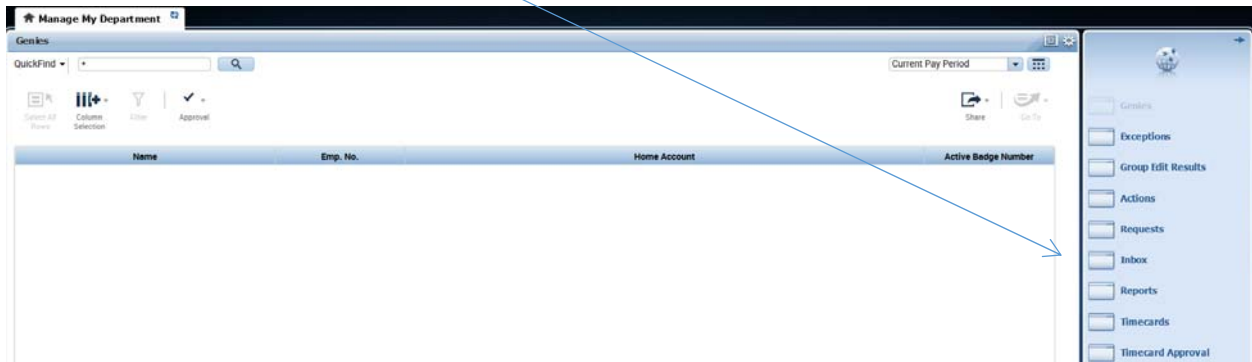 Manage My Department
Genies
QuickFind
*
Current Pay Period
Select All Rows
Column Selection
Filter
Approval
Share
Go To
Name Emp. No. Home Account Active Badge Number
Genies
Exceptions
Group Edit Results
Actions
Requests
Inbox
Reports
Timecards
Timecard Approval